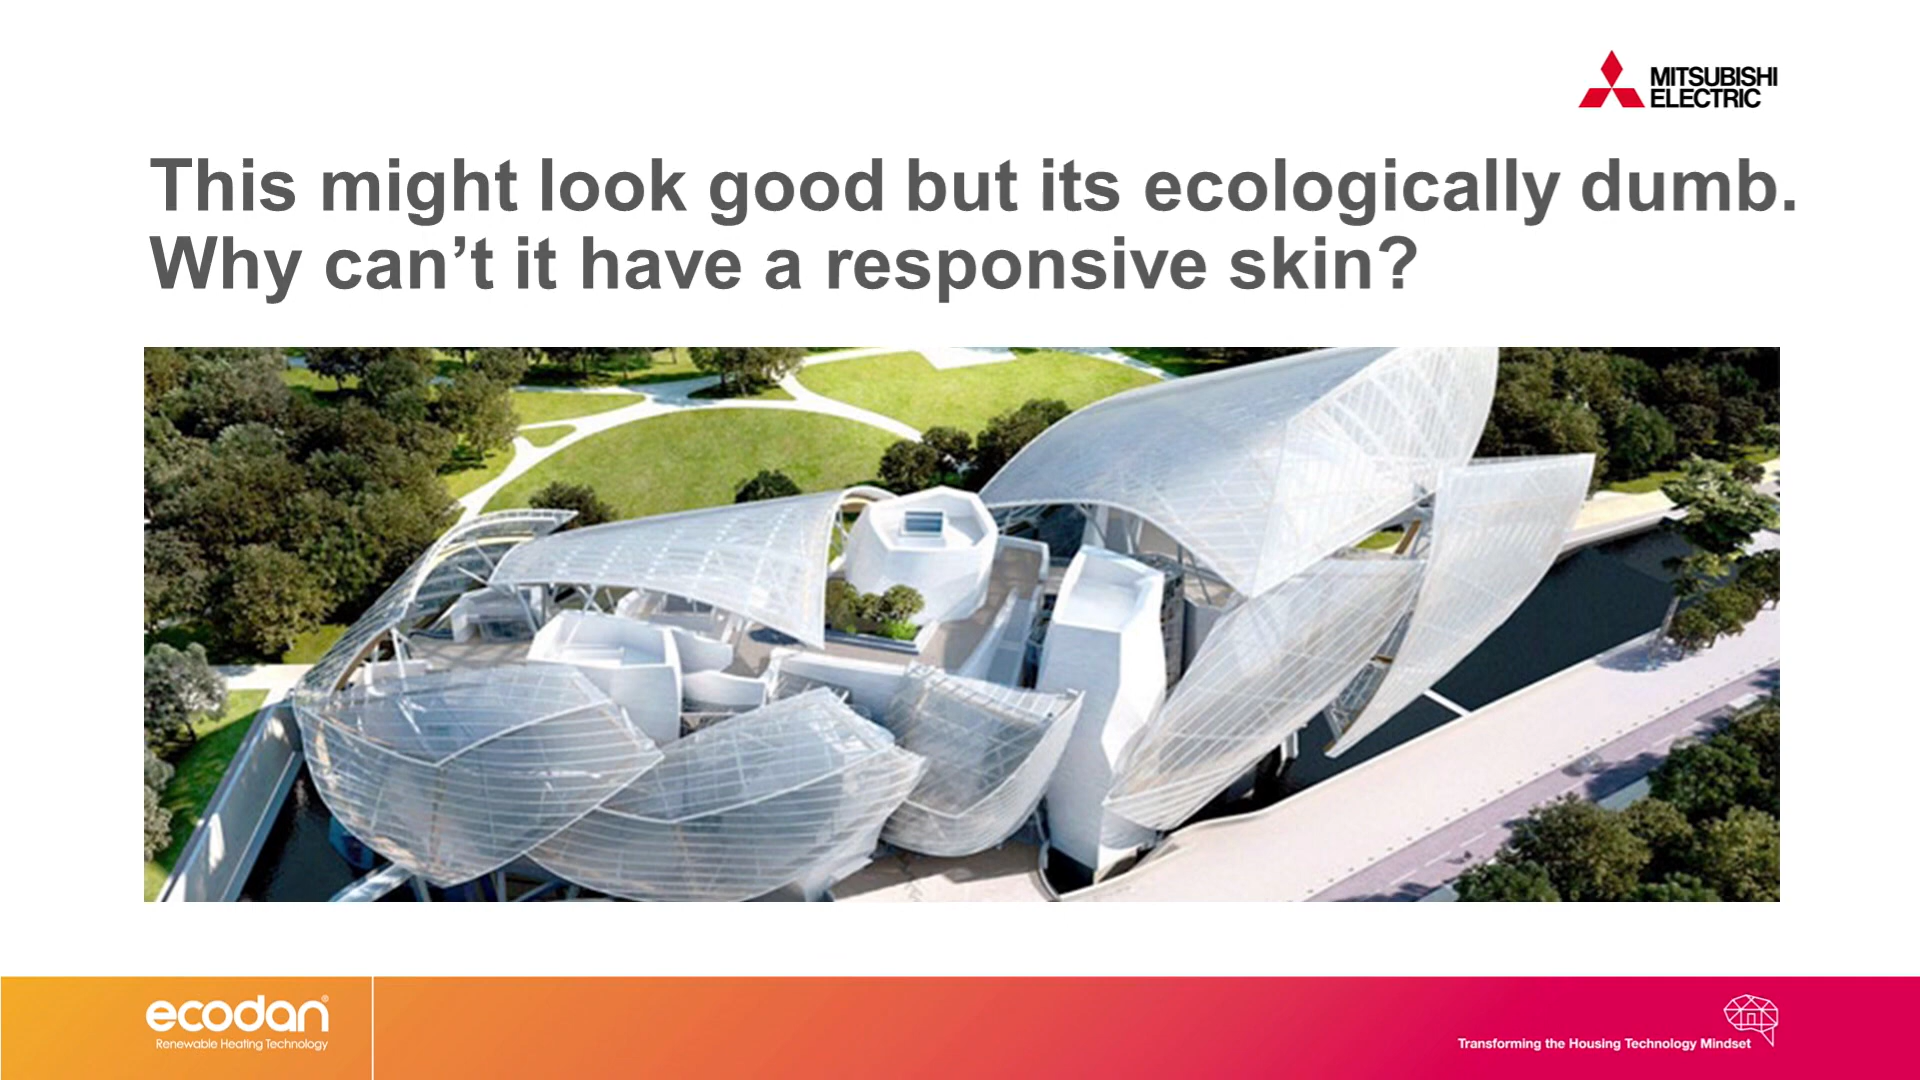 MITSUBISHI
ELECTRIC
This might look good but its ecologically dumb.
Why can’t it have a responsive skin?
ecodan®
Renewable Heating Technology
Transforming the Housing Technology Mindset